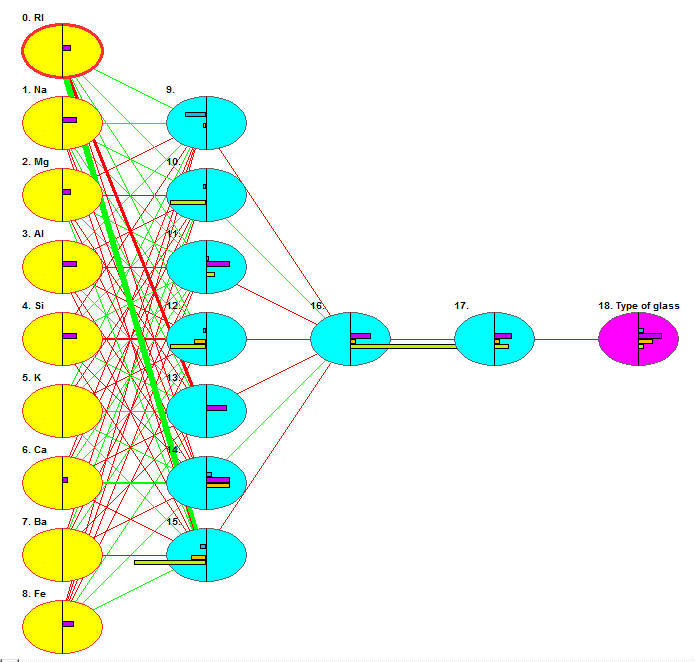 0. RI
1. Na
9.
2. Mg
10.
3. Al
11.
4. Si
12.
16.
17.
18. Type of glass
5. K
13.
6. Ca
14.
7. Ba
15.
8. Fe